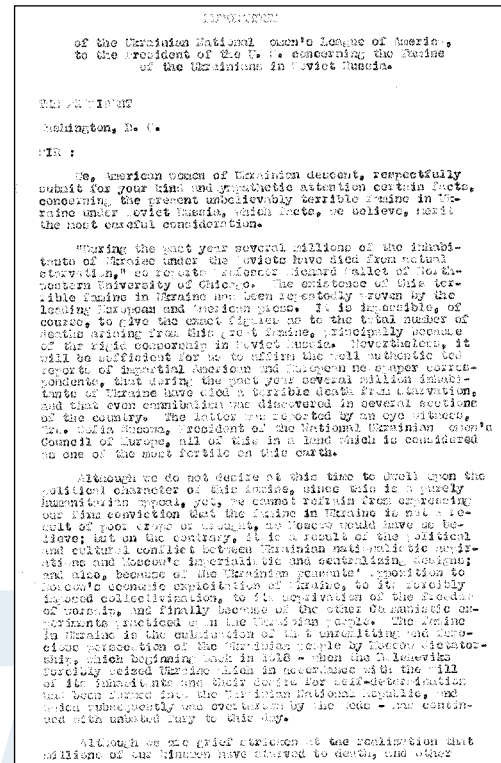 MEMORANDUM
of the Ukrainian National Women's League of America,
to the President of the U. S. concerning the Famine
of the Ukrainians in Soviet Russia.
THE PRESIDENT
Washington, D. C.
SIR :
We, American women of Ukrainian descent, respectfully
submit for your kind and sympathetic attention certain facts,
concerning the present unbelievably terrible famine in Uk-
raine under Soviet Russia, which facts, we believe, merit
the most careful consideration.
"During the past year several millions of the inhabi-
tants of Ukraine under the Soviets have died from actual
starvation," so reports Professor Richard Sallet of North-
western University of Chicago. The existence of this ter-
rible famine in Ukraine has been repeatedly proven by the
leading European and American press. It is impossible, of
course, to give the exact figures as to the total number of
deaths arising from this great famine, principally because
of the rigid censorship in Soviet Russia. Nevertheless, it
will be sufficient for us to affirm the well authentic ted
reports of impartial American and European newspaper corres-
pondents, that during the past year several million inhabi-
tants of Ukraine have died a terrible death from starvation,
and that even cannibalism was discovered in several sections
of the country. The latter was reported by an eye witness,
Mrs. Sofia Russova, President of the National Ukrainian Women's
Council of Europe, all of this in a land which is considered
as one of the most fertile on this earth.
Although we do not desire at this time to dwell upon the
political character of this famine, since this is a purely
humanitarian appeal, yet, we cannot refrain from expressing
our firm conviction that the famine in Ukraine is not a re-
sult of poor crops or drought, as Moscow would have us be-
lieve; but on the contrary, it is a result of the political
and cultural conflict between Ukrainian nationalistic aspir-
ations and Moscow's imperialistic and centralizing designs;
and also, because of the Ukrainian peasants' opposition to
Moscow's economic exploitation of Ukraine, to its forcibly
imposed collectivization, to its deprivation of the freedom
of worship, and finally because of the other Communistic ex-
periments practiced upon the Ukrainian people. The famine
in Ukraine is the culmination of that unremitting and fero-
cious persecution of the Ukrainian people by Moscow dictator-
ship, which beginning back in 1918 - when the Bolsheviks
forcibly seized Ukraine which in accordance with the will
of its inhabitants and their desire for self-determination
had been formed into the Ukrainian National Republic, and
which subsequently was overtaken by the Reds - has contin-
ued with unbated fury to this day.
Although we are grief stricken at the realization that
millions of our kinsmen have starved to death, and other